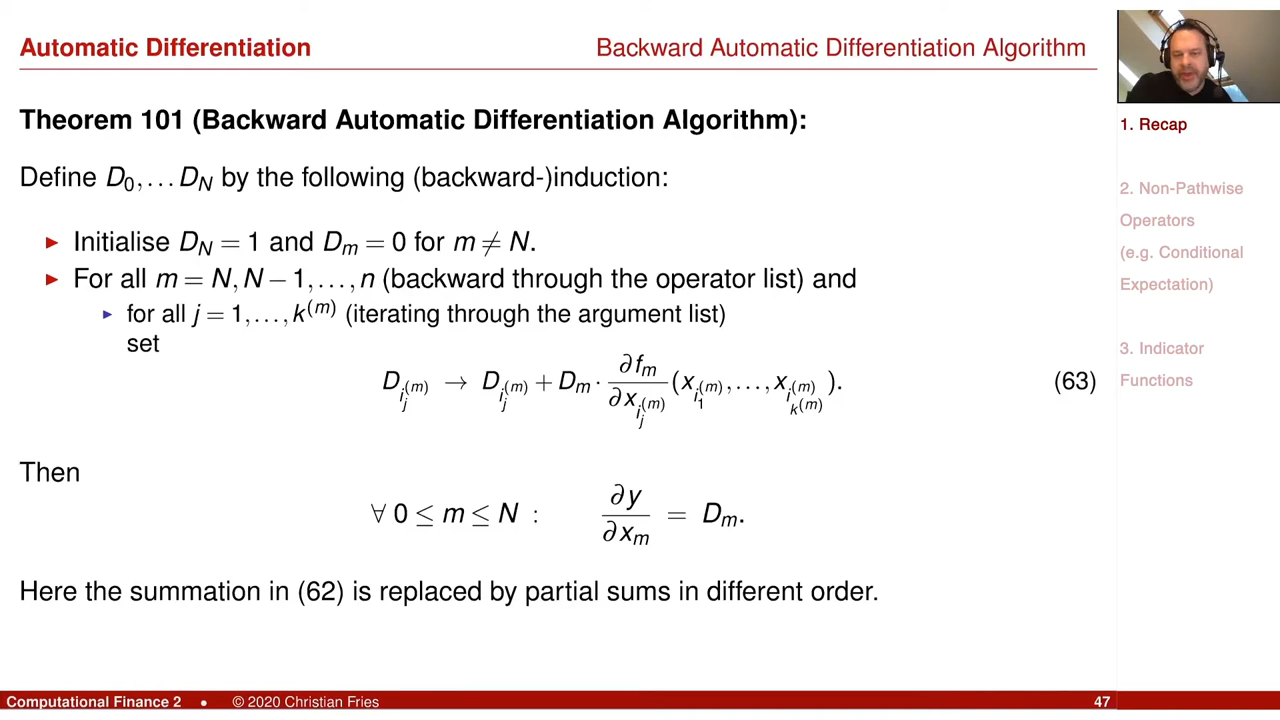 Automatic Differentiation
Backward Automatic Differentiation Algorithm
Theorem 101 (Backward Automatic Differentiation Algorithm):
Define D₀, . . . D_N by the following (backward-)induction:
► Initialise D_N = 1 and D_m = 0 for m ≠ N.
► For all m = N, N − 1, . . . , n (backward through the operator list) and
► for all j = 1, . . . , k^(m) (iterating through the argument list)
set
D_{i_j^(m)} → D_{i_j^(m)} + D_m · ∂f_m / ∂x_{i_j^(m)} (x_{i_1^(m)}, . . . , x_{i_{k^(m)}^(m)}). (63)
Then
∀ 0 ≤ m ≤ N : ∂y / ∂x_m = D_m.
Here the summation in (62) is replaced by partial sums in different order.
1. Recap
2. Non-Pathwise
Operators
(e.g. Conditional
Expectation)
3. Indicator
Functions
Computational Finance 2 • © 2020 Christian Fries 47